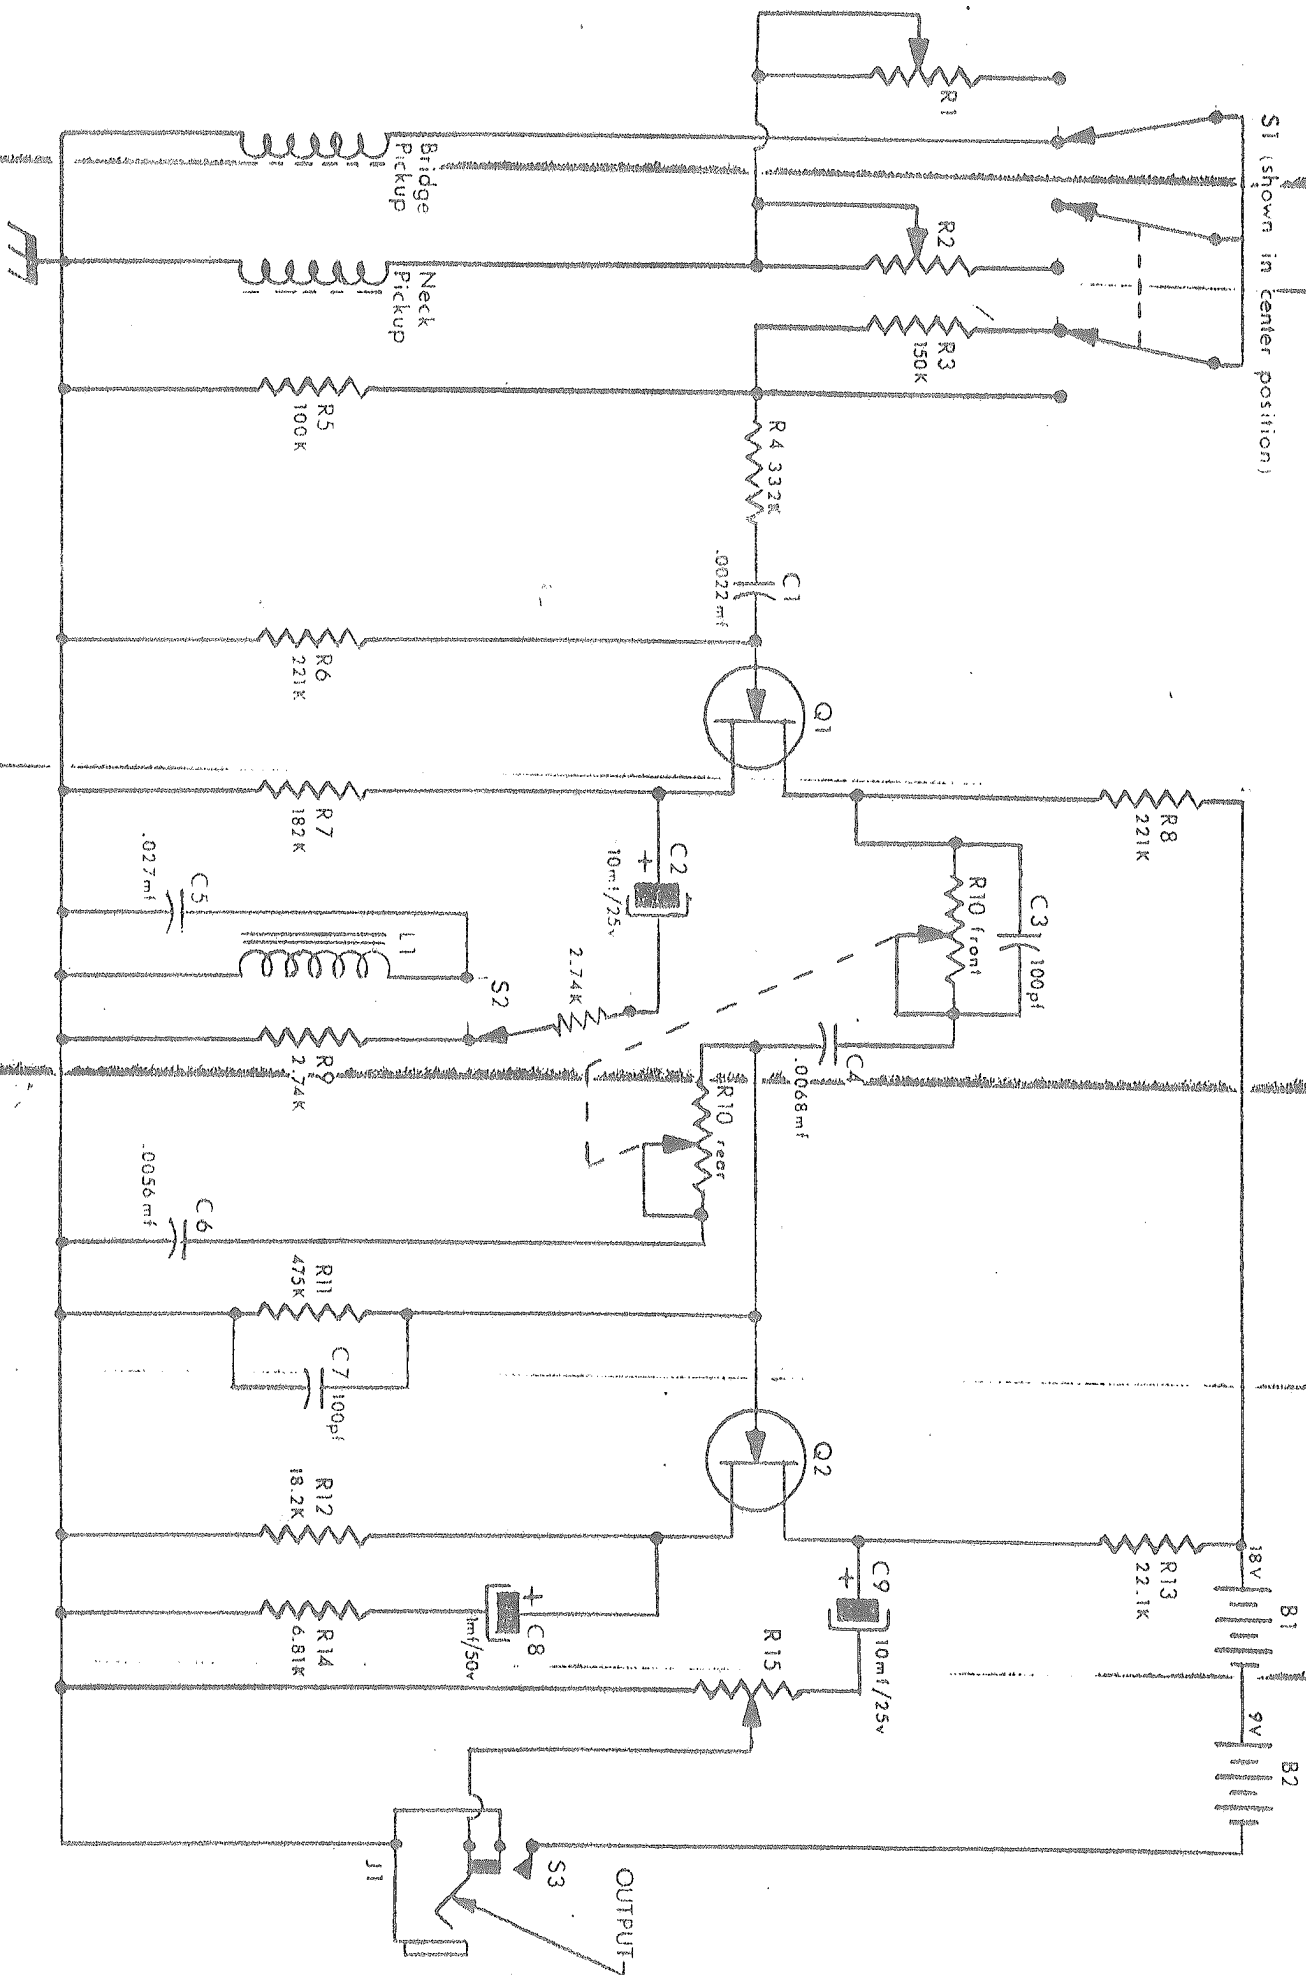 S1 (shown in center position)
R1
R2
R3
150K
Bridge
Pickup
Neck
Pickup
R4 332K
R5
100K
C1
.0022mf
R6
221K
Q1
R7
182K
R8
221K
C2
+
10mf/25v
C3
100pf
R10 front
C4
.0068mf
C5
.027mf
L1
S2
2.74K
R9
2.74K
R10 rear
C6
.0056mf
R11
475K
C7
100pf
Q2
R12
18.2K
R13
22.1K
C8
+
1mf/50v
R14
6.81K
C9
+
10mf/25v
R15
18V
B1
9V
B2
S3
J1
OUTPUT